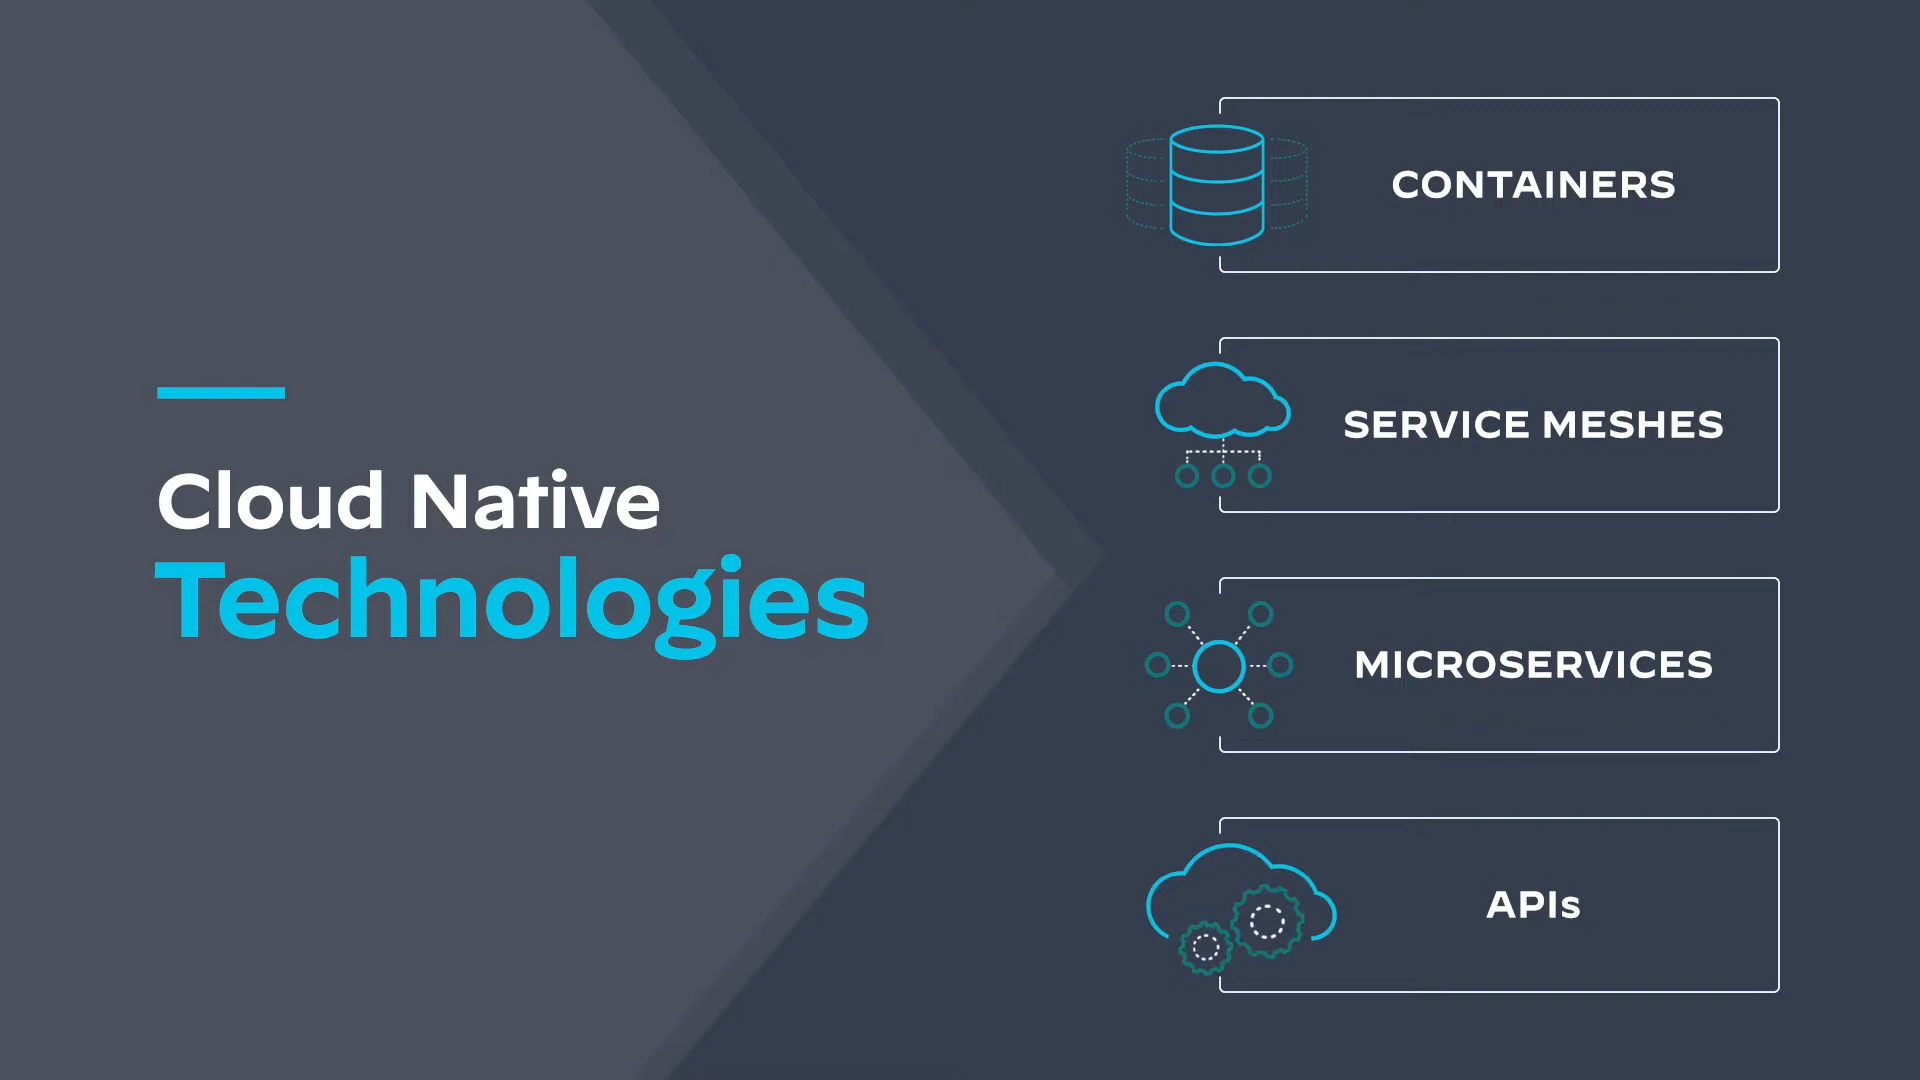 Cloud Native
Technologies
CONTAINERS
SERVICE MESHES
MICROSERVICES
APIs